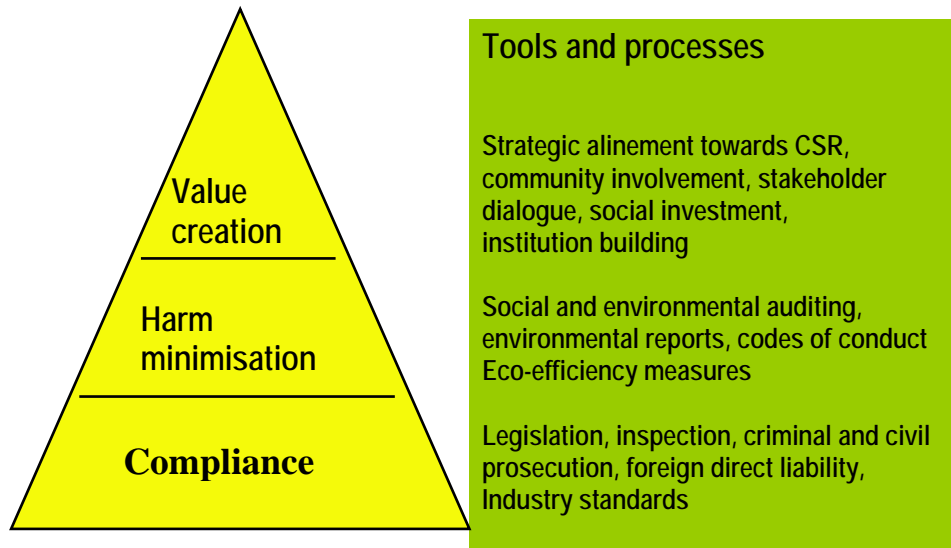 Tools and processes
Value
creation
Strategic alinement towards CSR,
community involvement, stakeholder
dialogue, social investment,
institution building
Harm
minimisation
Social and environmental auditing,
environmental reports, codes of conduct
Eco-efficiency measures
Compliance
Legislation, inspection, criminal and civil
prosecution, foreign direct liability,
Industry standards